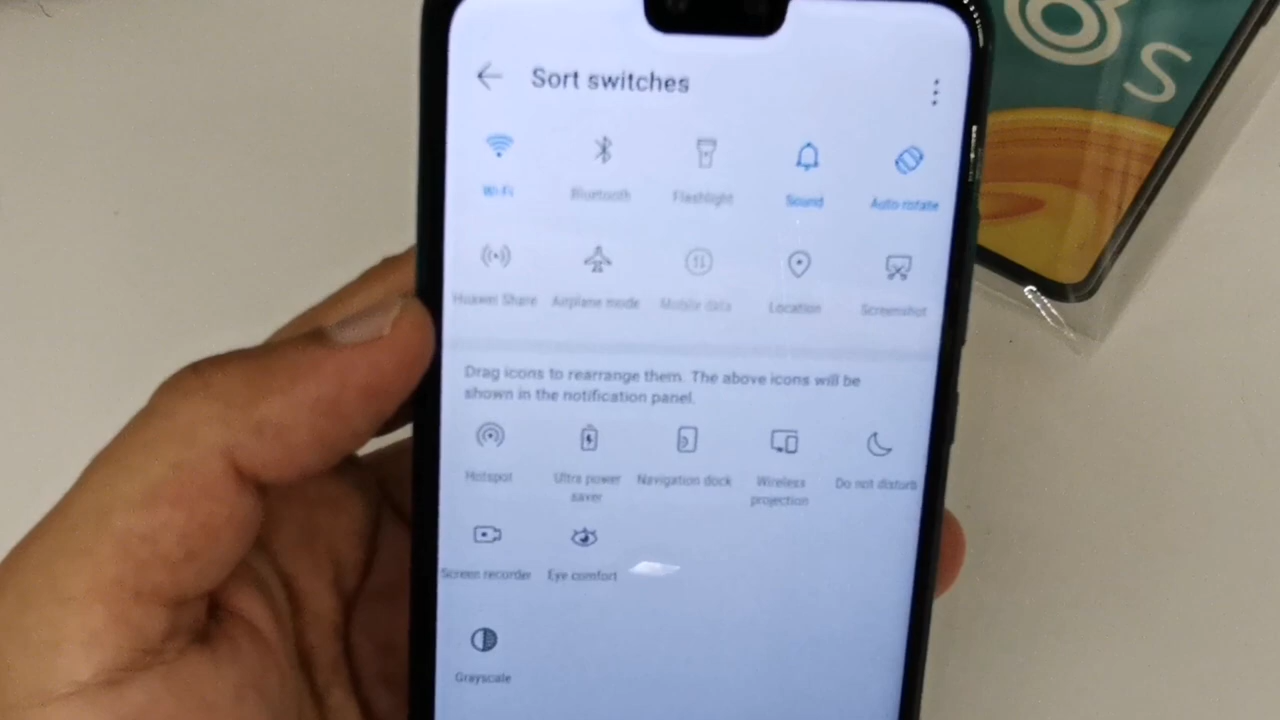 Sort switches
Wi-Fi
Bluetooth
Flashlight
Sound
Auto-rotate
Huawei Share
Airplane mode
Mobile data
Location
Screenshot
Drag icons to rearrange them. The above icons will be
shown in the notification panel.
Hotspot
Ultra power
saver
Navigation dock
Wireless
projection
Do not disturb
Screen recorder
Eye comfort
Grayscale
8 S